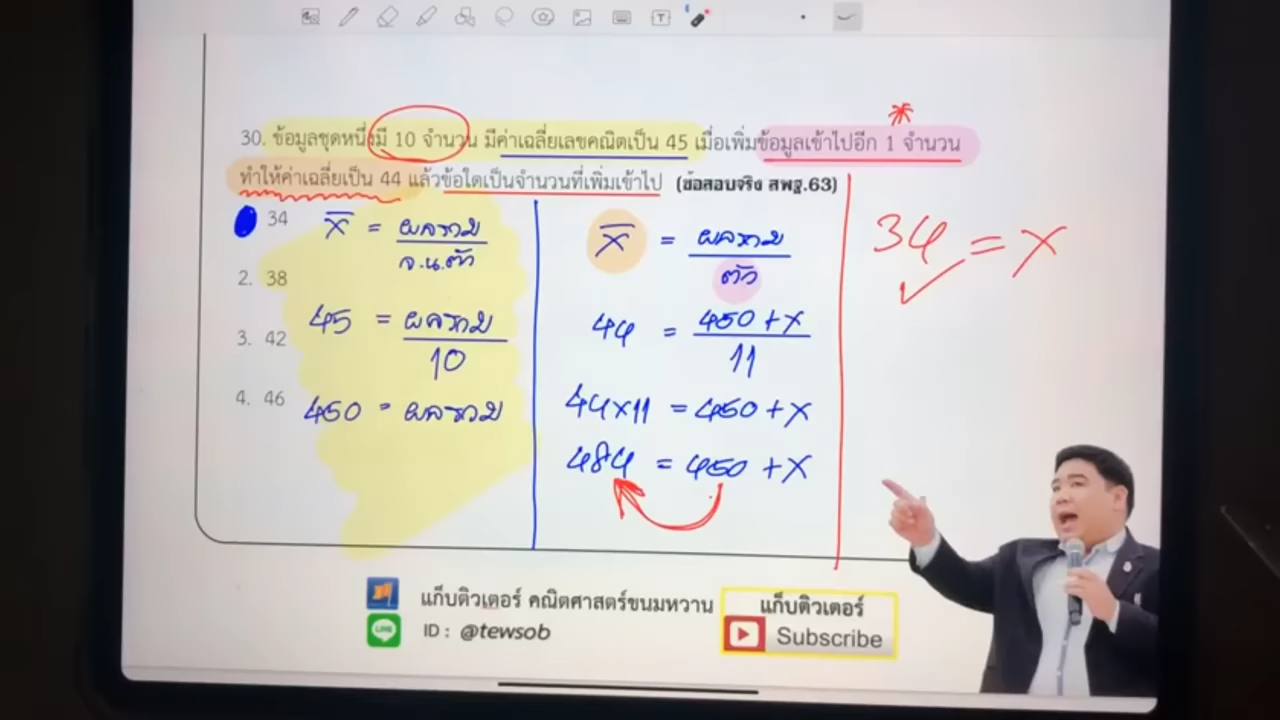 30. ข้อมูลชุดหนึ่งมี 10 จำนวน มีค่าเฉลี่ยเลขคณิตเป็น 45 เมื่อเพิ่มข้อมูลเข้าไปอีก 1 จำนวน
ทำให้ค่าเฉลี่ยเป็น 44 แล้วข้อใดเป็นจำนวนที่เพิ่มเข้าไป (ข้อสอบจริง สพฐ.63)
34
2. 38
3. 42
4. 46
x̄ = ผลรวม
จ.น.ตัว
45 = ผลรวม
10
450 = ผลรวม
x̄ = ผลรวม
ตัว
44 = 450 + x
11
44x11 = 450 + x
484 = 450 + x
34 = x
แก็บติวเตอร์ คณิตศาสตร์ขนมหวาน
LINE
ID : @tewsob
แก็บติวเตอร์
Subscribe